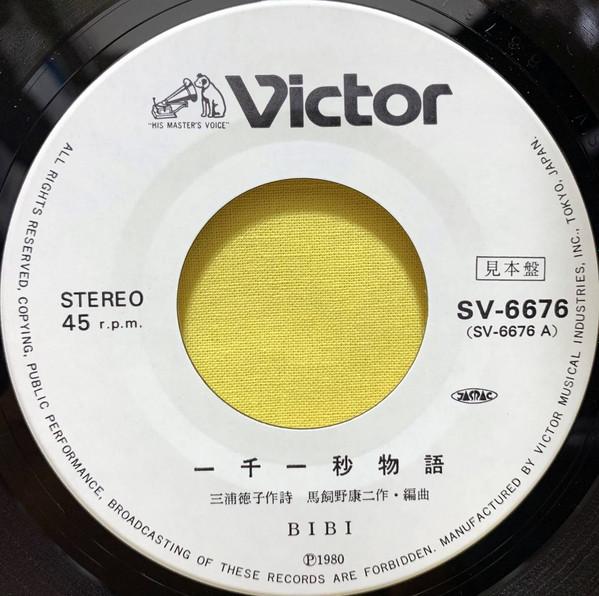 Victor
"HIS MASTER'S VOICE"
STEREO
45 r.p.m.
見本盤
SV-6676
(SV-6676 A)
JASRAC
一千一秒物語
三浦徳子作詩 馬飼野康二作・編曲
BIBI
Ⓟ1980
ALL RIGHTS RESERVED, COPYING, PUBLIC PERFORMANCE, BROADCASTING OF THESE RECORDS ARE FORBIDDEN. MANUFACTURED BY VICTOR MUSICAL INDUSTRIES, INC., TOKYO, JAPAN.